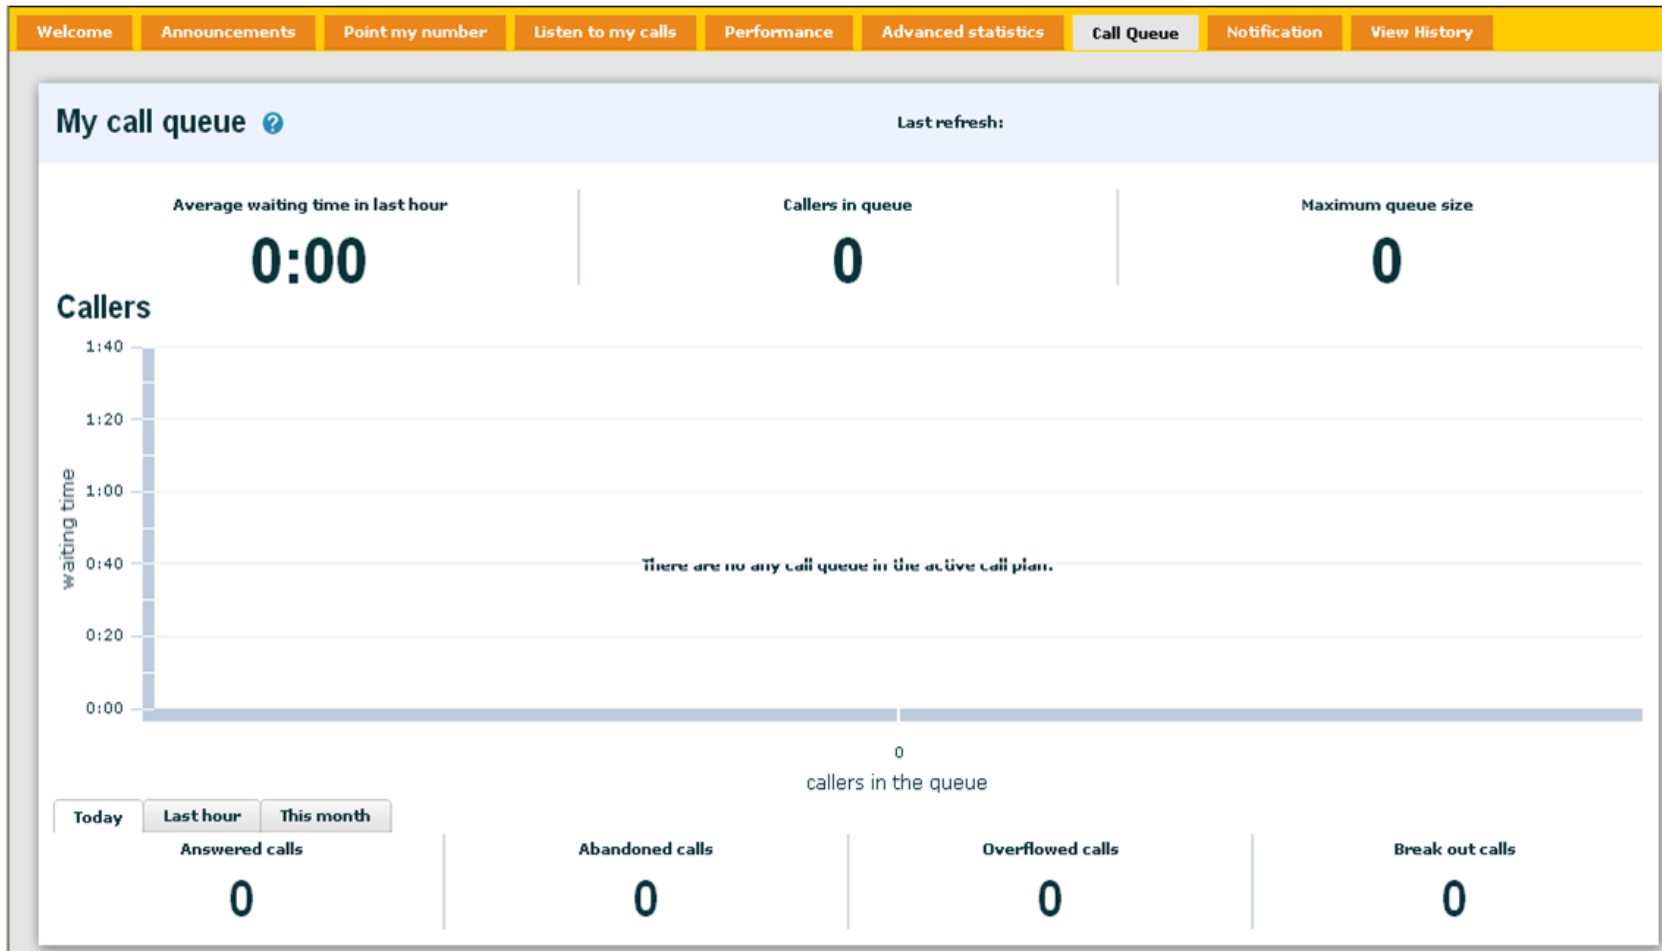 Welcome Announcements Point my number Listen to my calls Performance Advanced statistics Call Queue Notification View History
My call queue ?
Last refresh:
Average waiting time in last hour Callers in queue Maximum queue size
0:00 0 0
Callers
1:40
1:20
1:00
waiting time
0:40
There are no any call queue in the active call plan.
0:20
0:00
0
callers in the queue
Today Last hour This month
Answered calls Abandoned calls Overflowed calls Break out calls
0 0 0 0